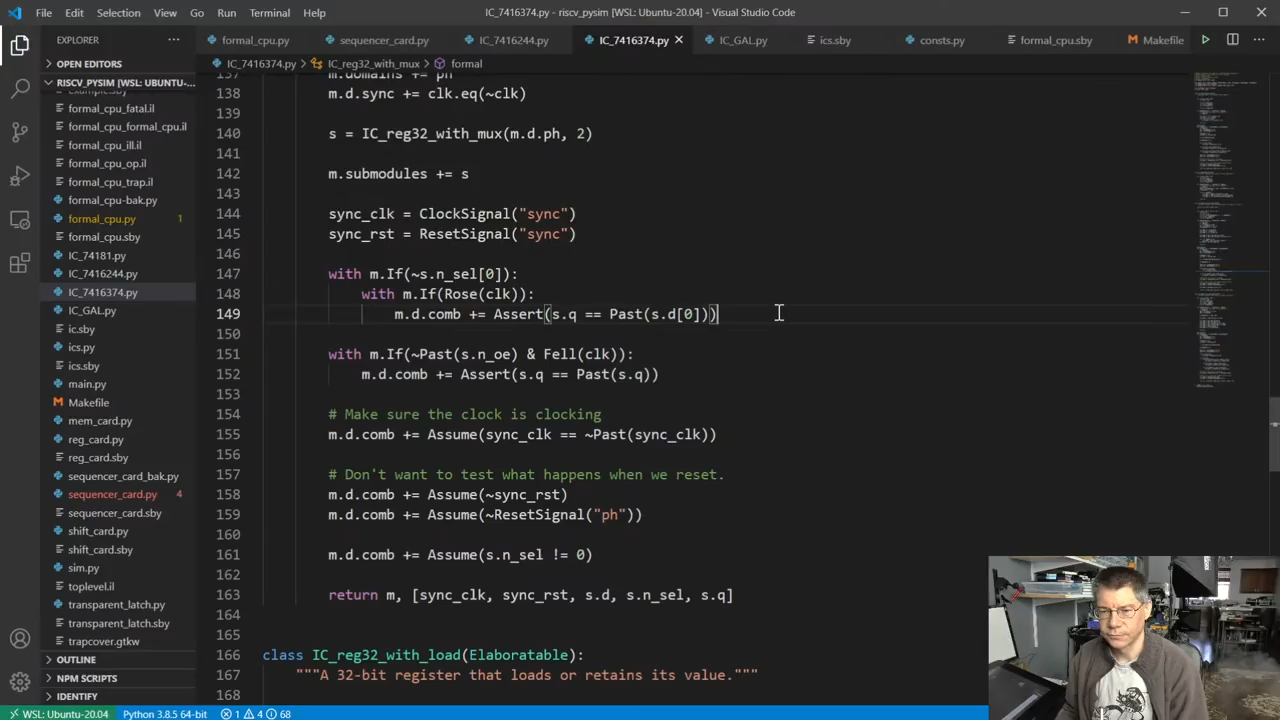 File Edit Selection View Go Run Terminal Help
IC_7416374.py - riscv_pysim [WSL: Ubuntu-20.04] - Visual Studio Code
EXPLORER
formal_cpu.py sequencer_card.py IC_7416244.py IC_7416374.py IC_GAL.py ics.sby consts.py formal_cpu.sby Makefile
IC_7416374.py > IC_reg32_with_mux > formal
OPEN EDITORS
RISCV_PYSIM [WSL: UBUNTU-...
formal_cpu_fatal.il
formal_cpu_formal_cpu.il
formal_cpu_ill.il
formal_cpu_op.il
formal_cpu_trap.il
formal_cpu-bak.py
formal_cpu.py 1
formal_cpu.sby
IC_74181.py
IC_7416244.py
IC_7416374.py
IC_GAL.py
ic.sby
ics.py
ics.sby
main.py
Makefile
mem_card.py
reg_card.py
reg_card.sby
sequencer_card_bak.py
sequencer_card.py 4
sequencer_card.sby
shift_card.py
shift_card.sby
sim.py
toplevel.il
transparent_latch.py
transparent_latch.sby
trapcover.gtkw
OUTLINE
NPM SCRIPTS
IDENTIFY
137 m.domains += ph
138 m.d.sync += clk.eq(~clk)
139
140 s = IC_reg32_with_mux(m.d.ph, 2)
141
142 m.submodules += s
143
144 sync_clk = ClockSignal("sync")
145 sync_rst = ResetSignal("sync")
146
147 with m.If(~s.n_sel[0]):
148 with m.If(Rose(clk)):
149 m.d.comb += Assert(s.q == Past(s.d[0]))
150
151 with m.If(Past(s.n_sel) & Fell(clk)):
152 m.d.comb += Assert(s.q == Past(s.q))
153
154 # Make sure the clock is clocking
155 m.d.comb += Assume(sync_clk == ~Past(sync_clk))
156
157 # Don't want to test what happens when we reset.
158 m.d.comb += Assume(~sync_rst)
159 m.d.comb += Assume(~ResetSignal("ph"))
160
161 m.d.comb += Assume(s.n_sel != 0)
162
163 return m, [sync_clk, sync_rst, s.d, s.n_sel, s.q]
164
165
166 class IC_reg32_with_load(Elaboratable):
167 """A 32-bit register that loads or retains its value."""
168
WSL: Ubuntu-20.04 Python 3.8.5 64-bit 1 4 68